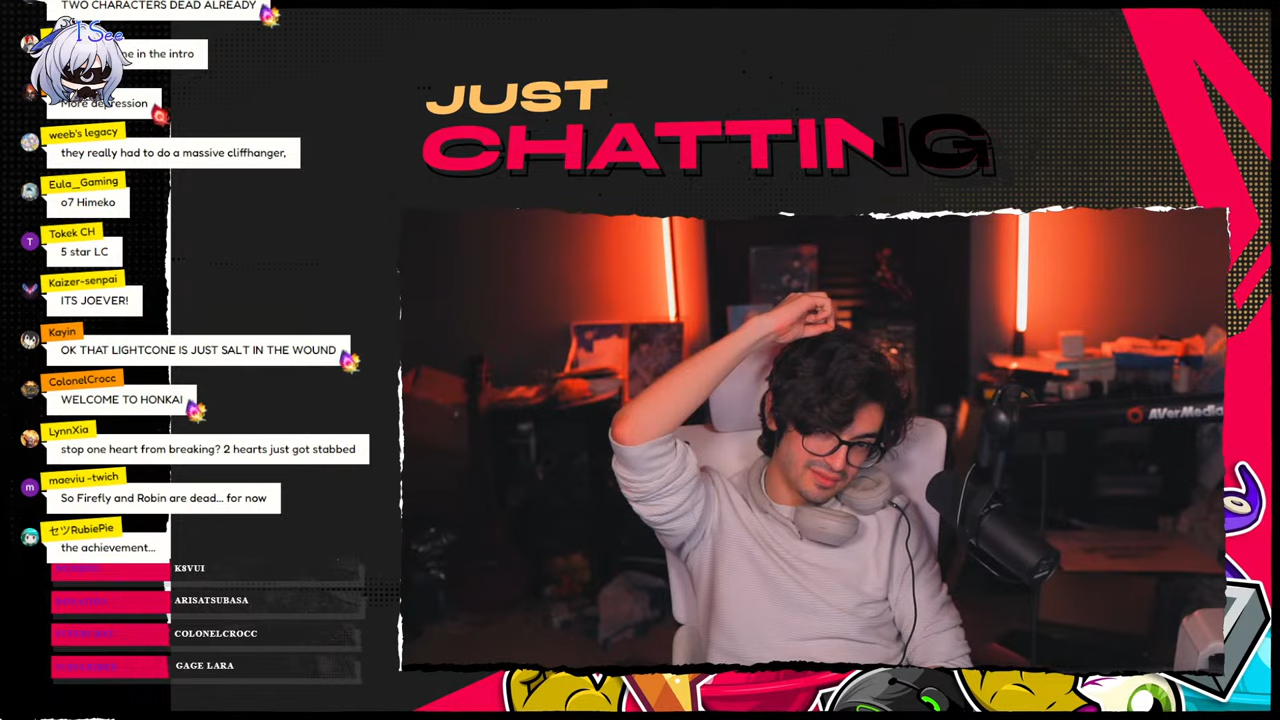 TWO CHARACTERS DEAD ALREADY
I See
ne in the intro
More depression
weeb's legacy
they really had to do a massive cliffhanger,
Eula_Gaming
o7 Himeko
T
Tokek CH
5 star LC
Kaizer-senpai
ITS JOEVER!
Kayin
OK THAT LIGHTCONE IS JUST SALT IN THE WOUND
ColonelCrocc
WELCOME TO HONKAI
LynnXia
stop one heart from breaking? 2 hearts just got stabbed
m
maeviu -twich
So Firefly and Robin are dead... for now
セツRubiePie
the achievement...
K8VUI
ARISATSUBASA
COLONELCROCC
GAGE LARA
JUST
CHATTING
AVerMedia